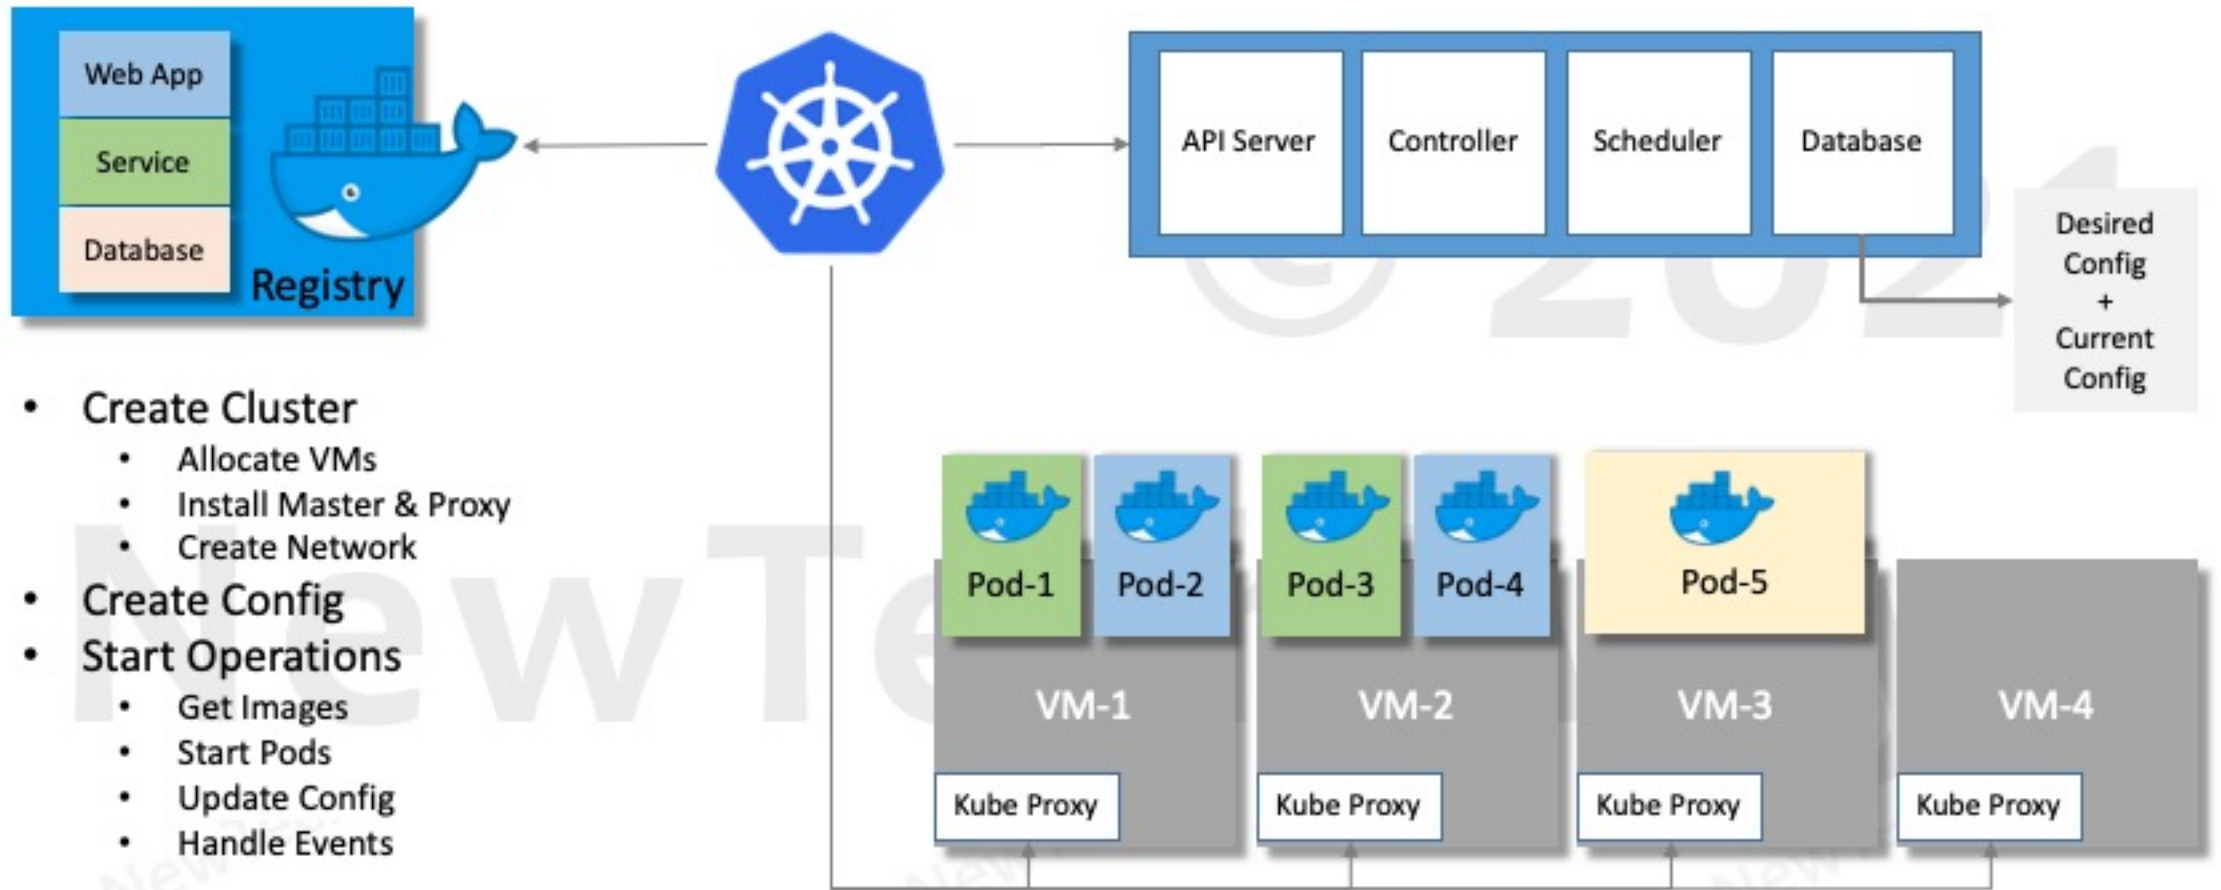 Web App
Service
Database
Registry
API Server
Controller
Scheduler
Database
Desired
Config
+
Current
Config
• Create Cluster
• Allocate VMs
• Install Master & Proxy
• Create Network
• Create Config
• Start Operations
• Get Images
• Start Pods
• Update Config
• Handle Events
Pod-1
Pod-2
Pod-3
Pod-4
Pod-5
VM-1
VM-2
VM-3
VM-4
Kube Proxy
Kube Proxy
Kube Proxy
Kube Proxy
© 2021